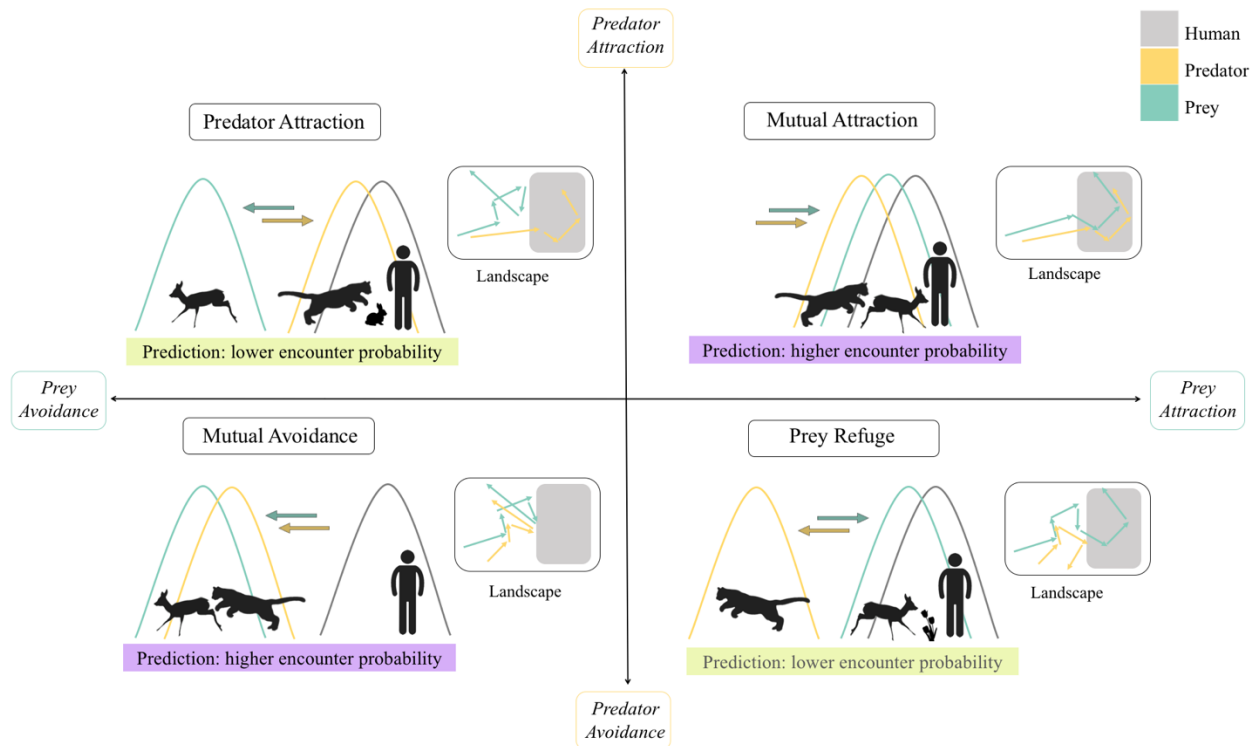 Predator
Attraction
Human
Predator
Prey
Predator Attraction
Landscape
Prediction: lower encounter probability
Mutual Attraction
Landscape
Prediction: higher encounter probability
Prey
Avoidance
Prey
Attraction
Mutual Avoidance
Landscape
Prediction: higher encounter probability
Prey Refuge
Landscape
Prediction: lower encounter probability
Predator
Avoidance